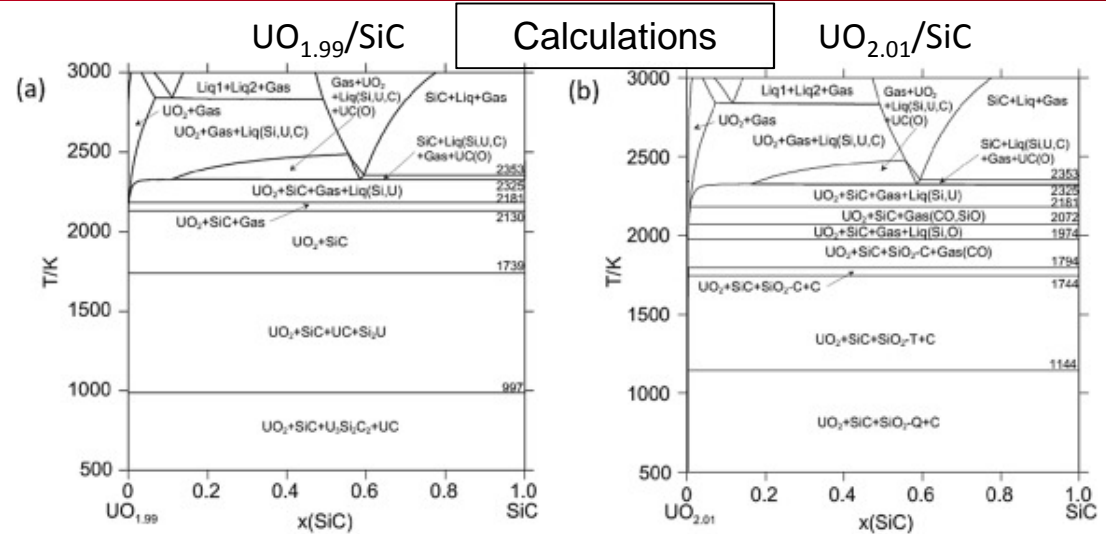 UO1.99/SiC
Calculations
UO2.01/SiC
(a)
T/K
3000
2500
2000
1500
1000
500
Liq1+Liq2+Gas
UO2+Gas
UO2+Gas+Liq(Si,U,C)
Gas+UO2
+Liq(Si,U,C)
+UC(O)
SiC+Liq+Gas
SiC+Liq(Si,U,C)
+Gas+UC(O)
2353
2325
UO2+SiC+Gas+Liq(Si,U)
2181
UO2+SiC+Gas
2130
UO2+SiC
1739
UO2+SiC+UC+Si2U
997
UO2+SiC+U3Si2C2+UC
0 0.2 0.4 0.6 0.8 1.0
UO1.99 x(SiC) SiC
(b)
T/K
3000
2500
2000
1500
1000
500
Liq1+Liq2+Gas
UO2+Gas
UO2+Gas+Liq(Si,U,C)
Gas+UO2
+Liq(Si,U,C)
+UC(O)
SiC+Liq+Gas
SiC+Liq(Si,U,C)
+Gas+UC(O)
2353
2325
UO2+SiC+Gas+Liq(Si,U)
2181
UO2+SiC+Gas(CO,SiO)
2072
UO2+SiC+Gas+Liq(Si,O)
1974
UO2+SiC+SiO2-C+Gas(CO)
1794
UO2+SiC+SiO2-C+C
1744
UO2+SiC+SiO2-T+C
1144
UO2+SiC+SiO2-Q+C
0 0.2 0.4 0.6 0.8 1.0
UO2.01 x(SiC) SiC